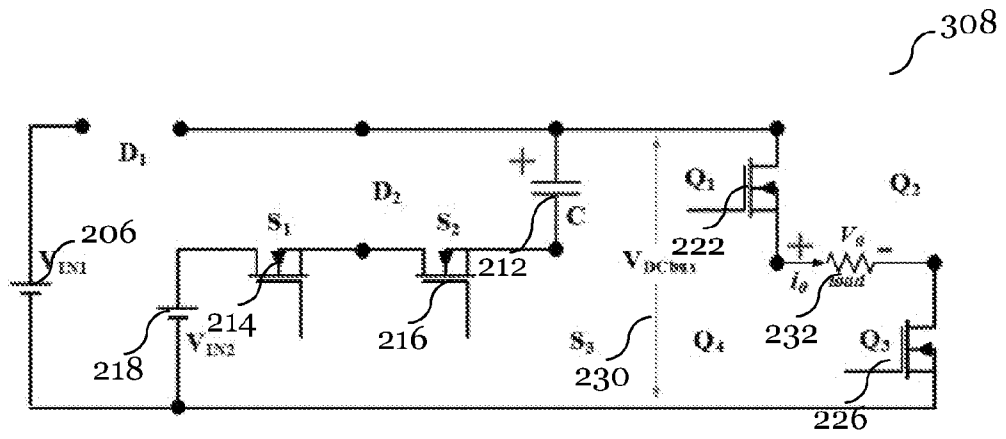 308
D1
D2
+
C
Q1
Q2
S1
S2
206
VIN1
214
212
VDCbus
222
+
V0
-
i0
load
232
218
VIN2
216
S3
230
Q4
Q3
226